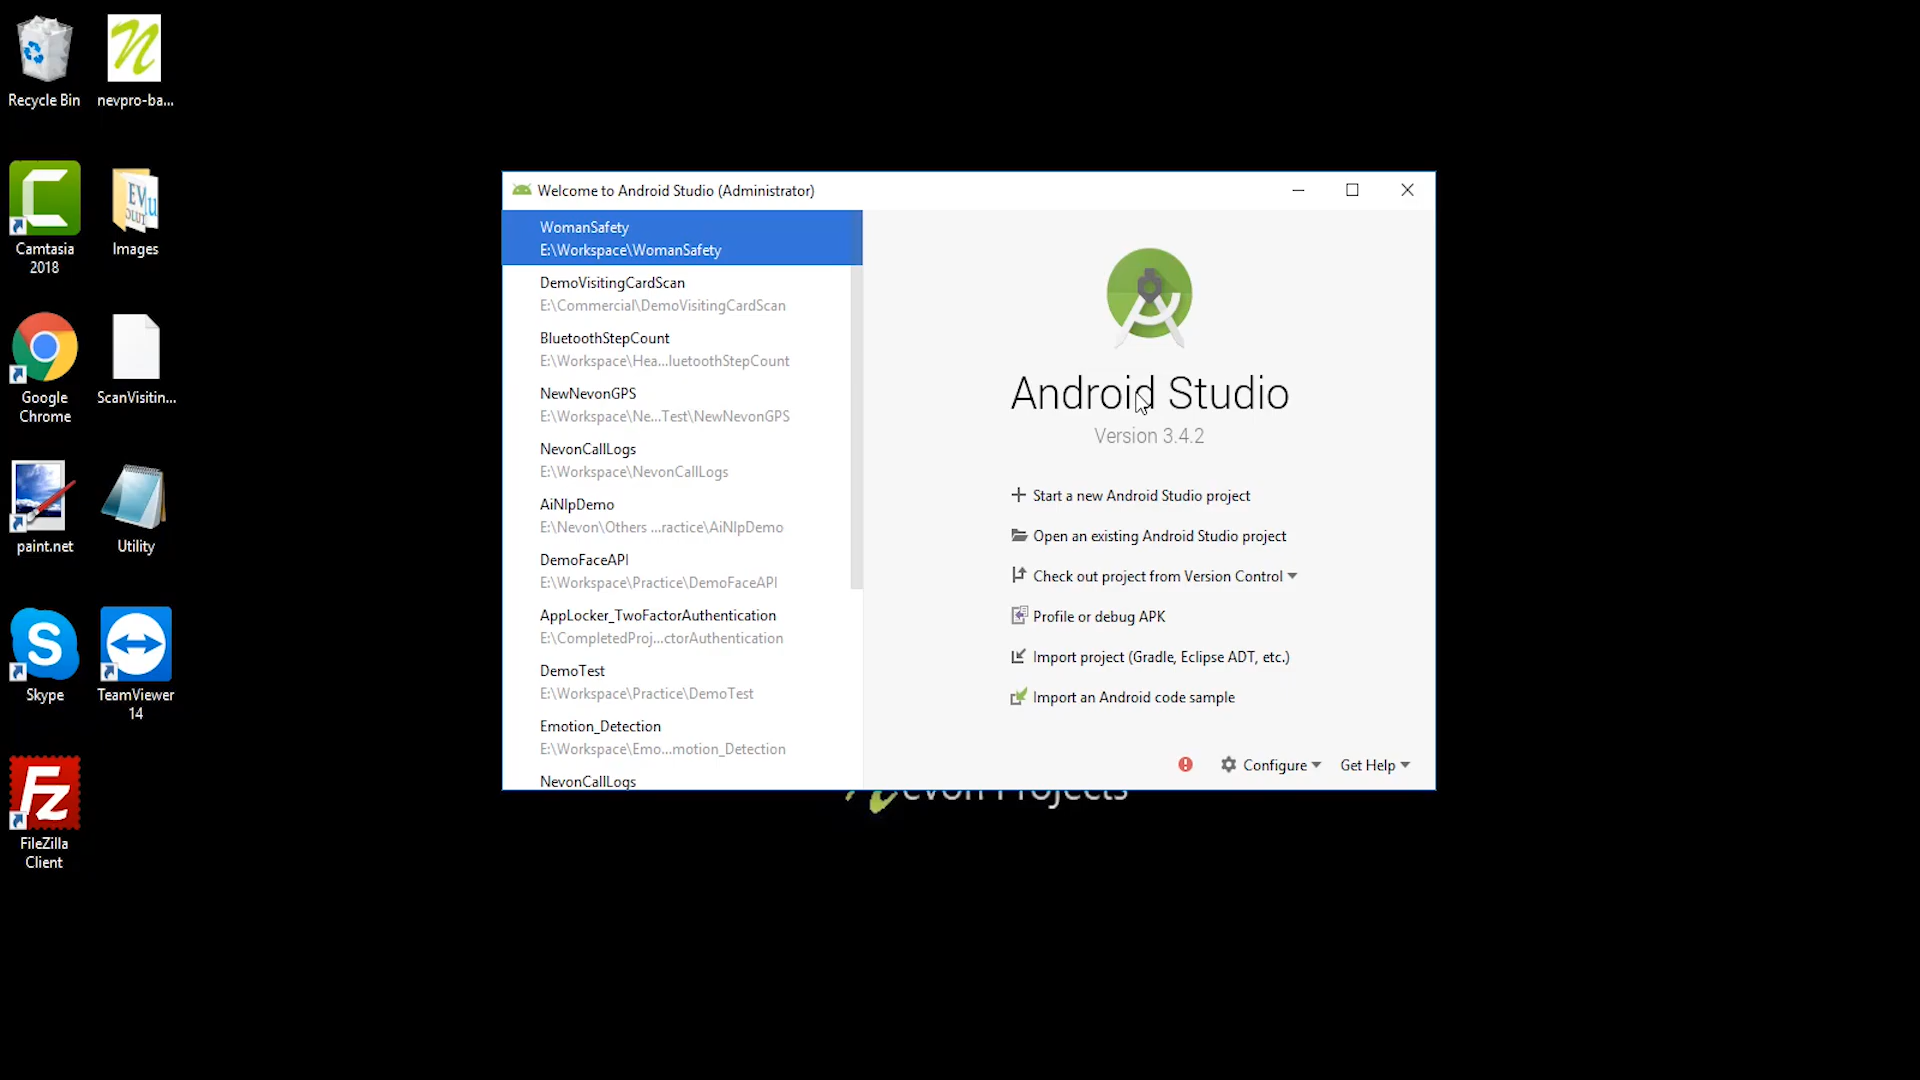 Recycle Bin
nevpro-ba...
Camtasia
2018
Images
Google
Chrome
ScanVisitin...
paint.net
Utility
Skype
TeamViewer
14
FileZilla
Client
Welcome to Android Studio (Administrator)
WomanSafety
E:\Workspace\WomanSafety
DemoVisitingCardScan
E:\Commercial\DemoVisitingCardScan
BluetoothStepCount
E:\Workspace\Hea...luetoothStepCount
NewNevonGPS
E:\Workspace\Ne...Test\NewNevonGPS
NevonCallLogs
E:\Workspace\NevonCallLogs
AiNlpDemo
E:\Nevon\Others ...ractice\AiNlpDemo
DemoFaceAPI
E:\Workspace\Practice\DemoFaceAPI
AppLocker_TwoFactorAuthentication
E:\CompletedProj...ctorAuthentication
DemoTest
E:\Workspace\Practice\DemoTest
Emotion_Detection
E:\Workspace\Emo...motion_Detection
NevonCallLogs
Android Studio
Version 3.4.2
Start a new Android Studio project
Open an existing Android Studio project
Check out project from Version Control
Profile or debug APK
Import project (Gradle, Eclipse ADT, etc.)
Import an Android code sample
Configure
Get Help
Nevon Projects